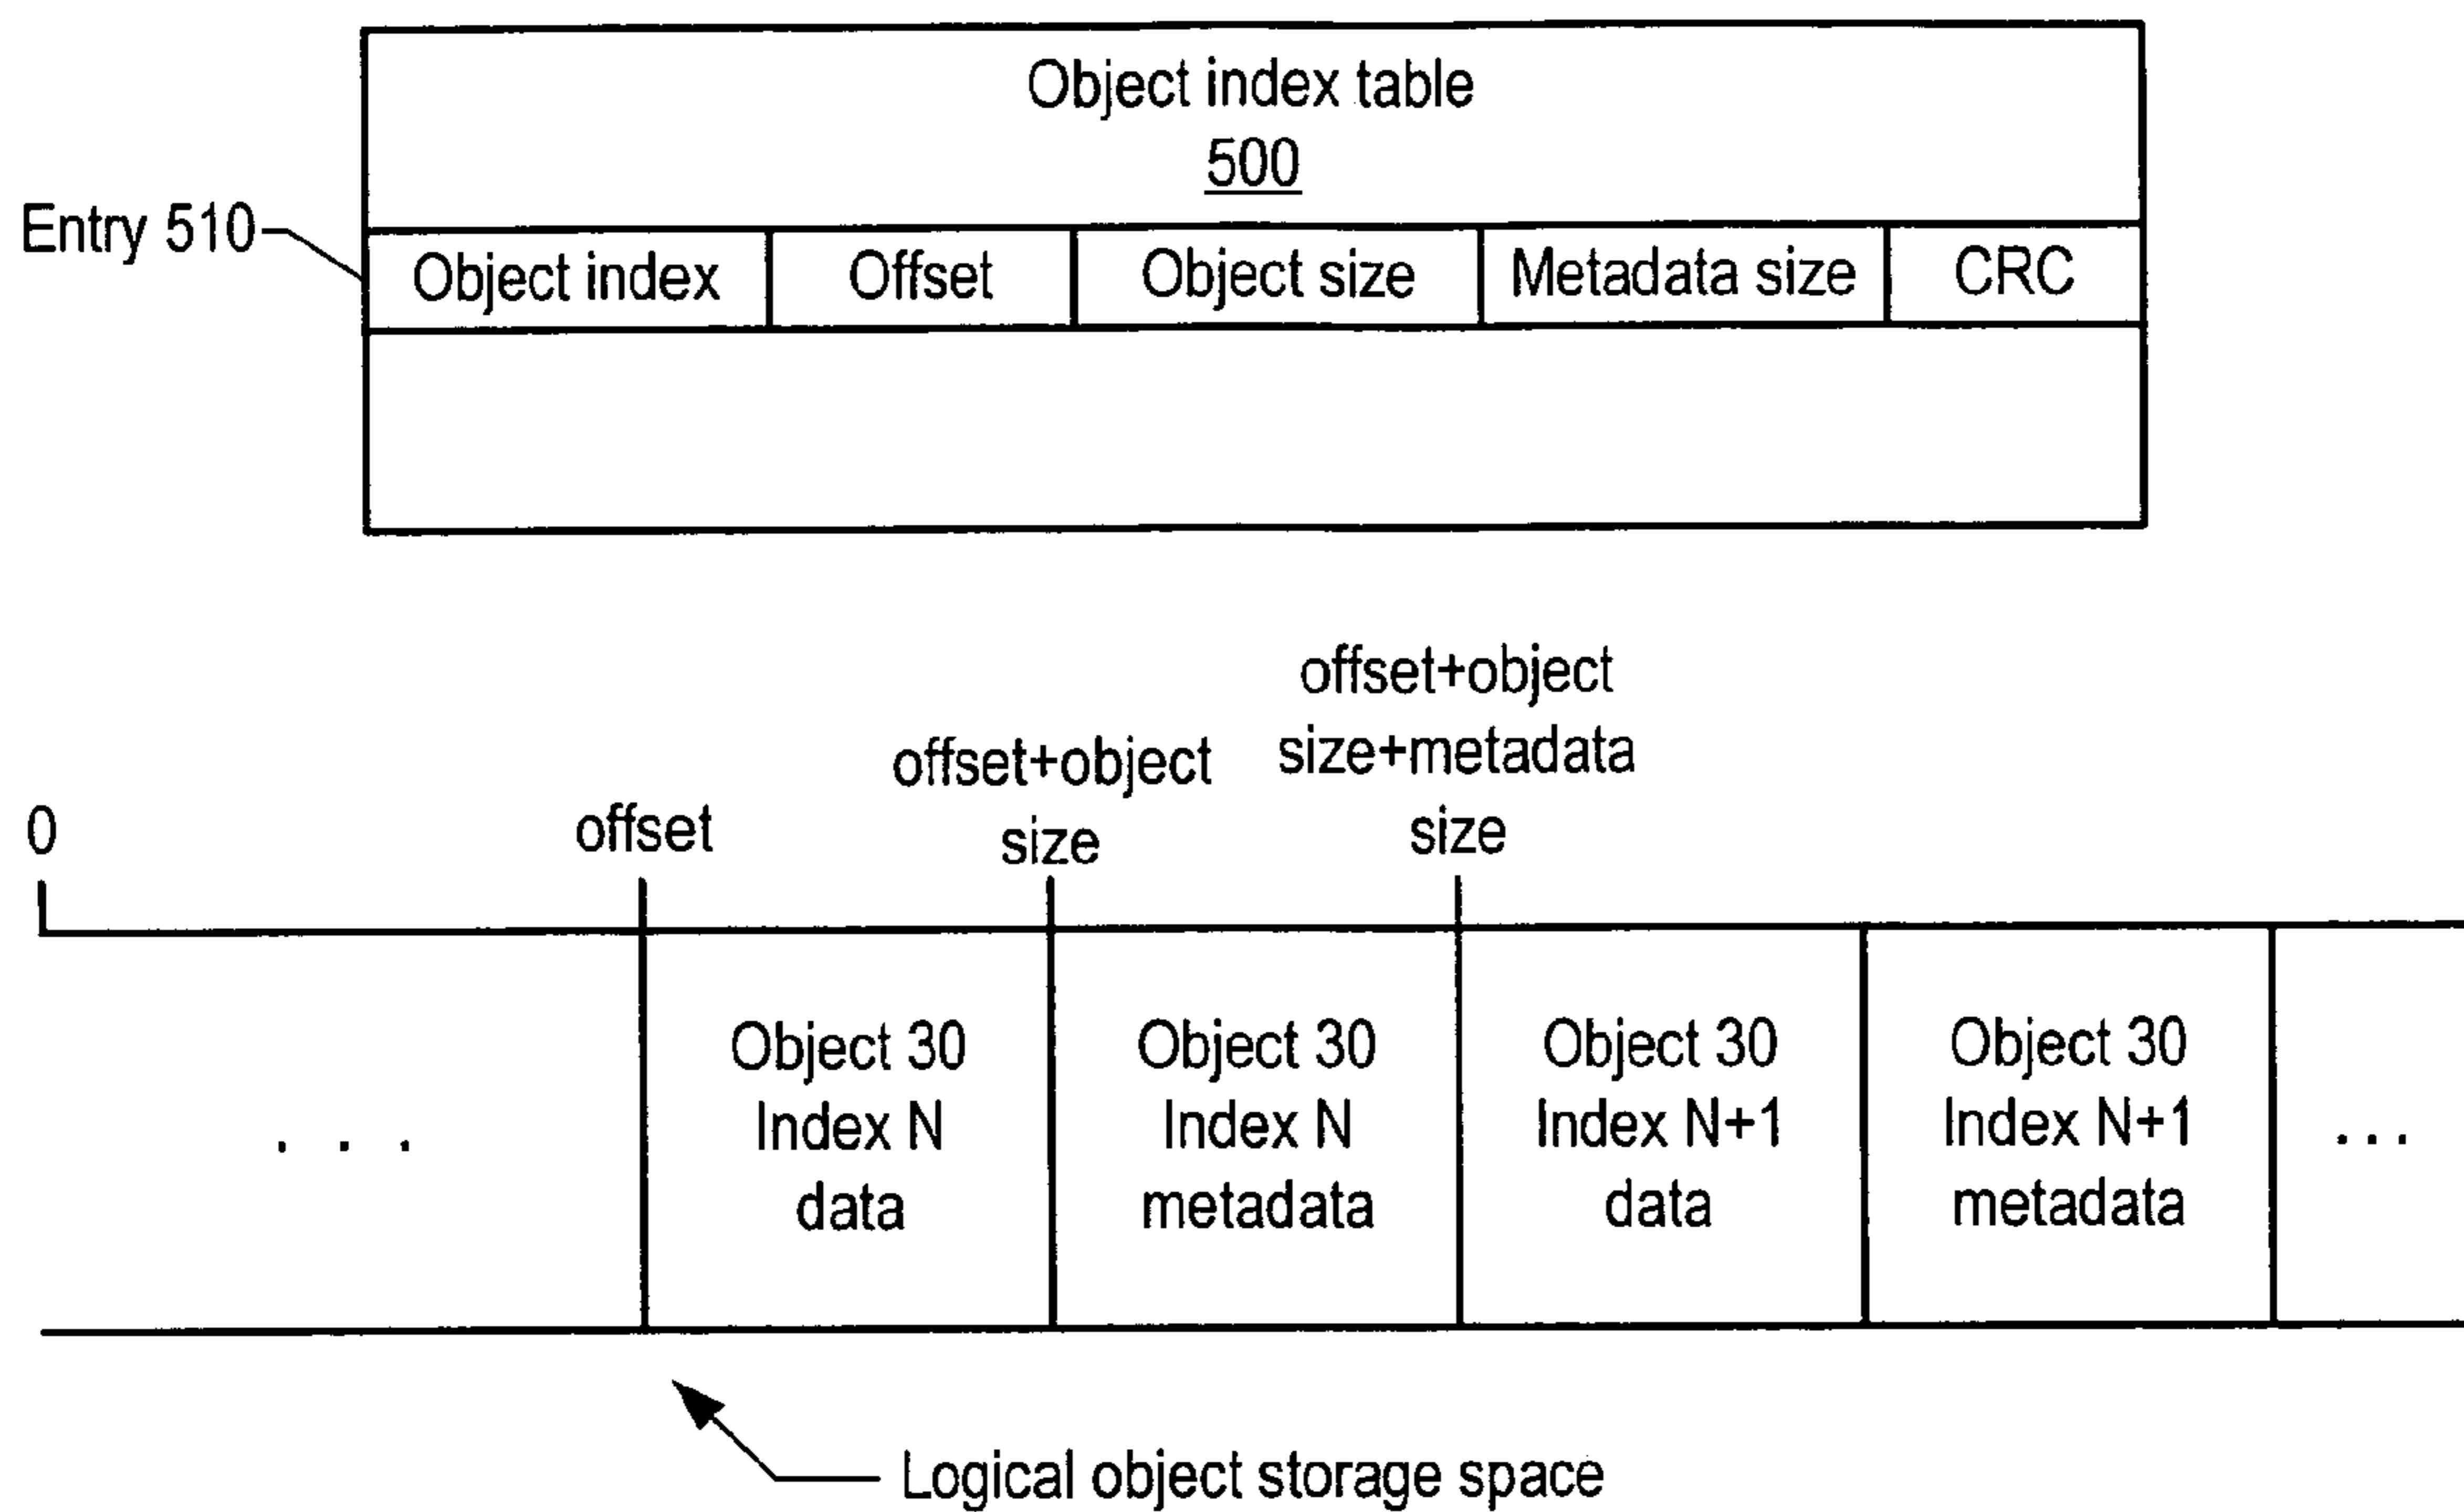 Object index table
500
Entry 510
Object index
Offset
Object size
Metadata size
CRC
0
offset
offset+object
size
offset+object
size+metadata
size
. . .
Object 30
Index N
data
Object 30
Index N
metadata
Object 30
Index N+1
data
Object 30
Index N+1
metadata
...
Logical object storage space